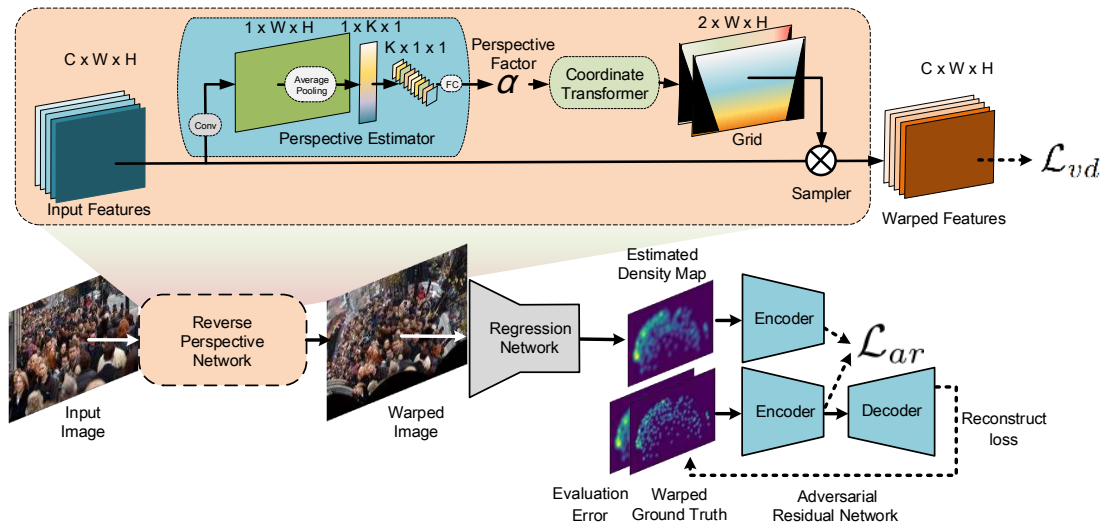 1 x W x H
1 x K x 1
2 x W x H
K x 1 x 1
Perspective
Factor
C x W x H
C x W x H
Average
Pooling
α
Coordinate
Transformer
FC
Conv
Perspective Estimator
Grid
Sampler
ℒvd
Input Features
Warped Features
Estimated
Density Map
Encoder
Reverse
Perspective
Network
Regression
Network
ℒar
Encoder
Decoder
Input
Image
Warped
Image
Reconstruct
loss
Evaluation
Error
Warped
Ground Truth
Adversarial
Residual Network